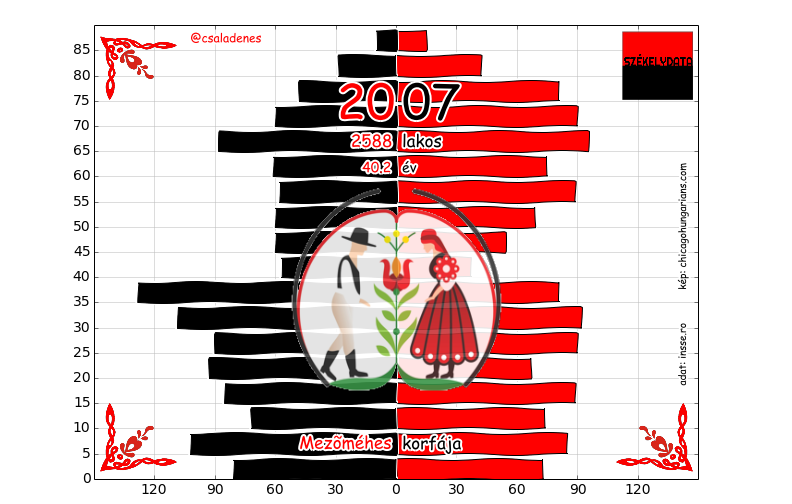 @csaladenes
SZÉKELYDATA
2007
2588 lakos
40.2 év
kép: chicagohungarians.com
adat: insse.ro
Mezőméhes korfája
85
80
75
70
65
60
55
50
45
40
35
30
25
20
15
10
5
0
120 90 60 30 0 30 60 90 120